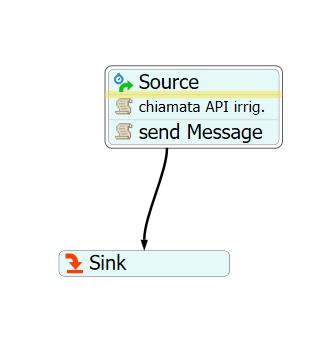 Source
chiamata API irrig.
send Message
Sink